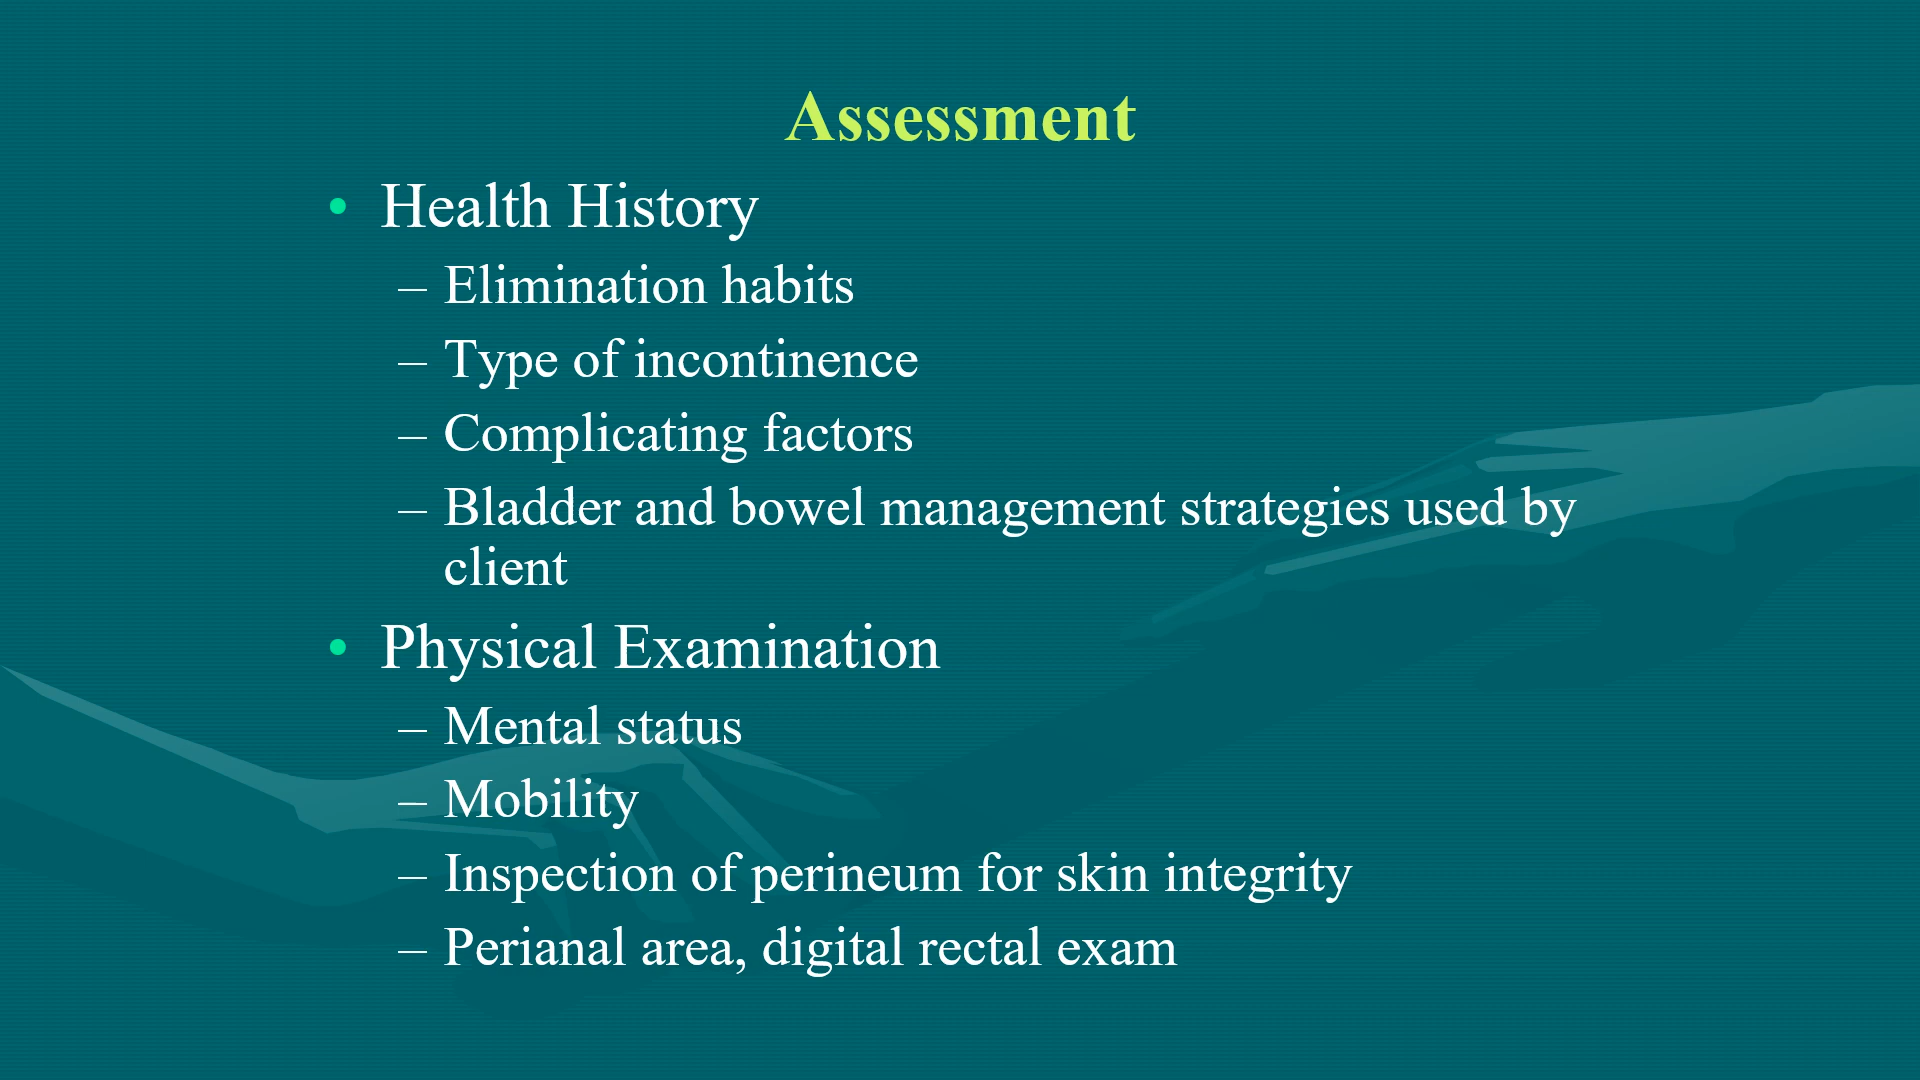 Assessment
• Health History
– Elimination habits
– Type of incontinence
– Complicating factors
– Bladder and bowel management strategies used by
client
• Physical Examination
– Mental status
– Mobility
– Inspection of perineum for skin integrity
– Perianal area, digital rectal exam